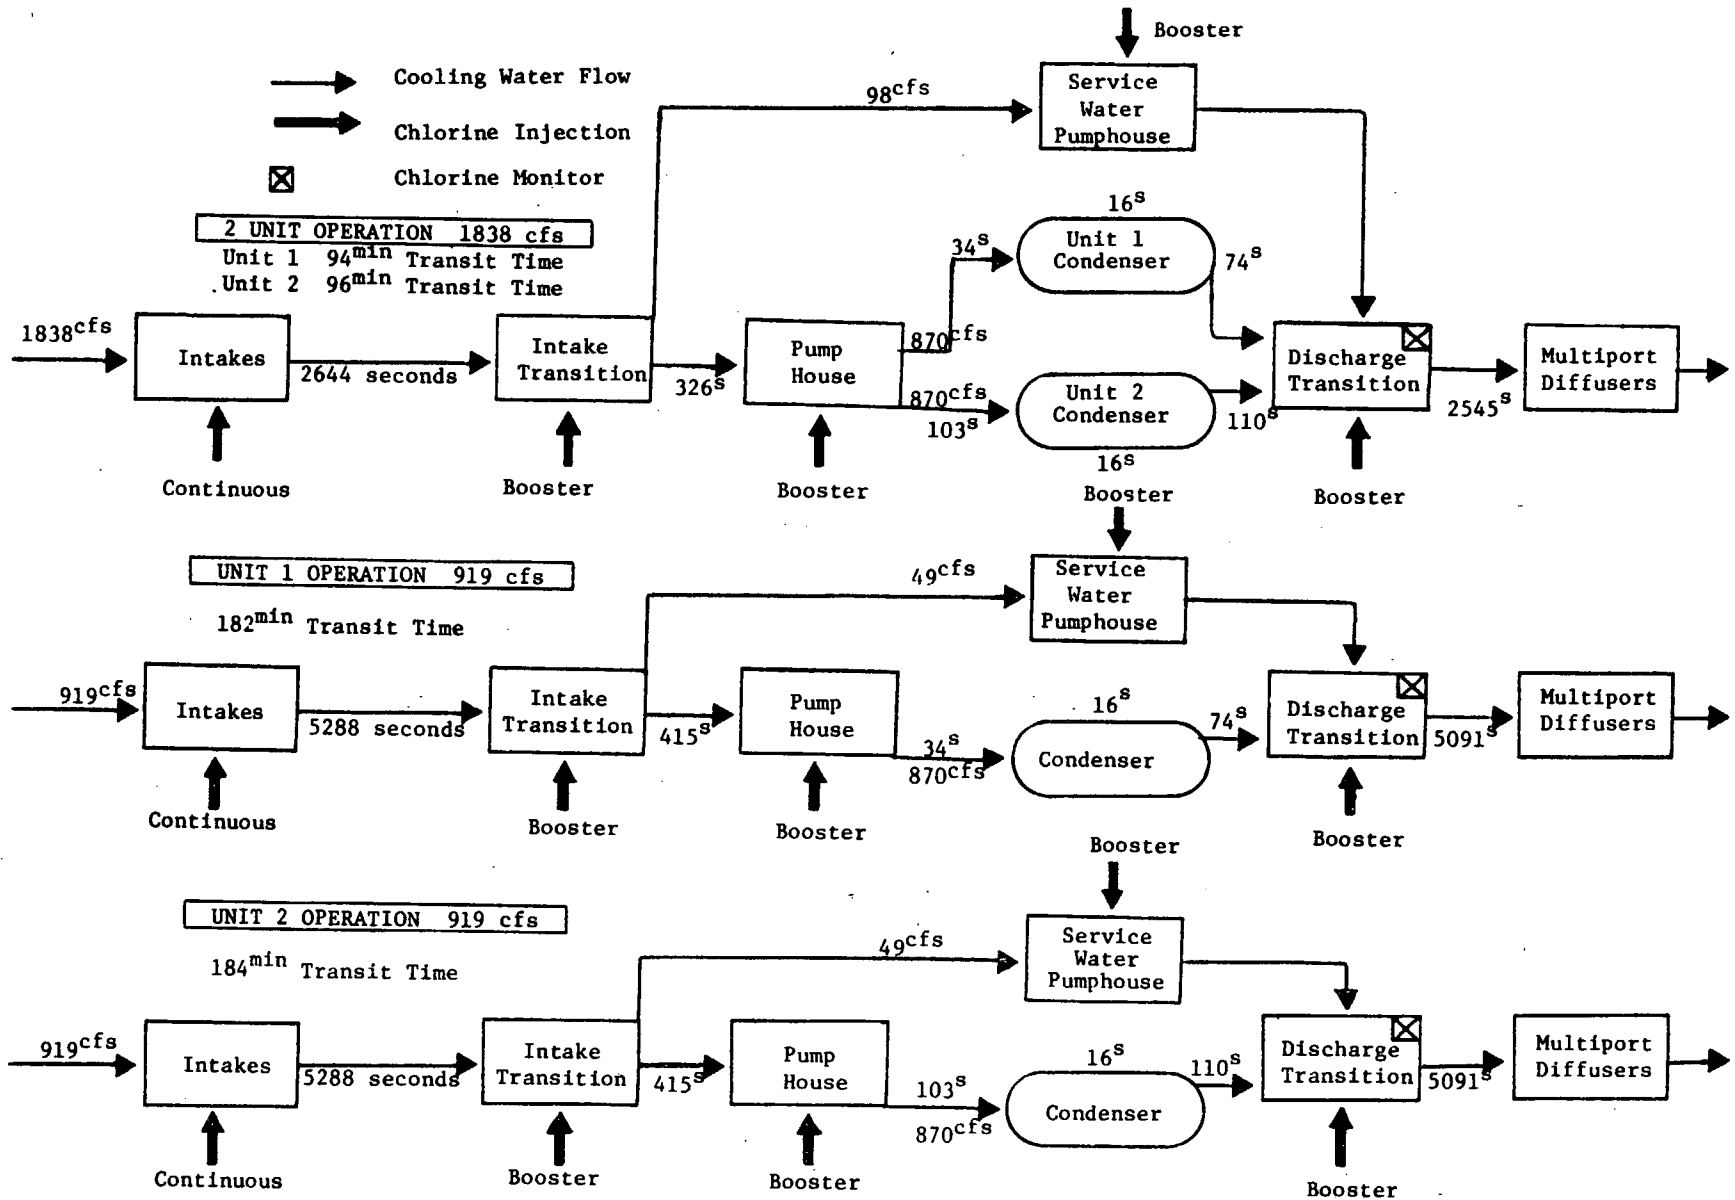 Booster
Cooling Water Flow
Chlorine Injection
Chlorine Monitor
98cfs
Service
Water
Pumphouse
2 UNIT OPERATION 1838 cfs
Unit 1 94min Transit Time
Unit 2 96min Transit Time
16s
34s
Unit 1
Condenser
74s
1838cfs
Intakes
2644 seconds
Intake
Transition
326s
Pump
House
870cfs
870cfs
103s
Unit 2
Condenser
16s
110s
Discharge
Transition
2545s
Multiport
Diffusers
Continuous
Booster
Booster
Booster
Booster
UNIT 1 OPERATION 919 cfs
182min Transit Time
49cfs
Service
Water
Pumphouse
919cfs
Intakes
5288 seconds
Intake
Transition
415s
Pump
House
34s
870cfs
16s
Condenser
74s
Discharge
Transition
5091s
Multiport
Diffusers
Continuous
Booster
Booster
Booster
Booster
UNIT 2 OPERATION 919 cfs
184min Transit Time
49cfs
Service
Water
Pumphouse
919cfs
Intakes
5288 seconds
Intake
Transition
415s
Pump
House
103s
870cfs
16s
Condenser
110s
Discharge
Transition
5091s
Multiport
Diffusers
Continuous
Booster
Booster
Booster